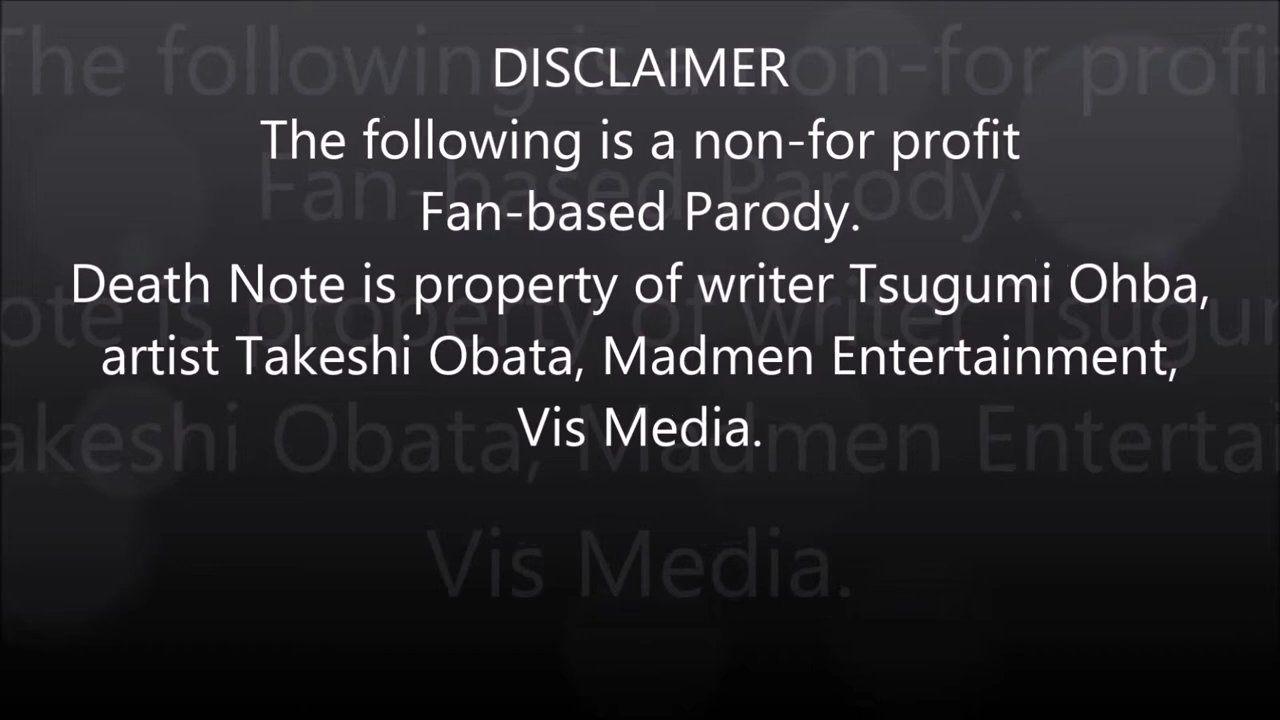 DISCLAIMER
The following is a non-for profit
Fan-based Parody.
Death Note is property of writer Tsugumi Ohba,
artist Takeshi Obata, Madmen Entertainment,
Vis Media.